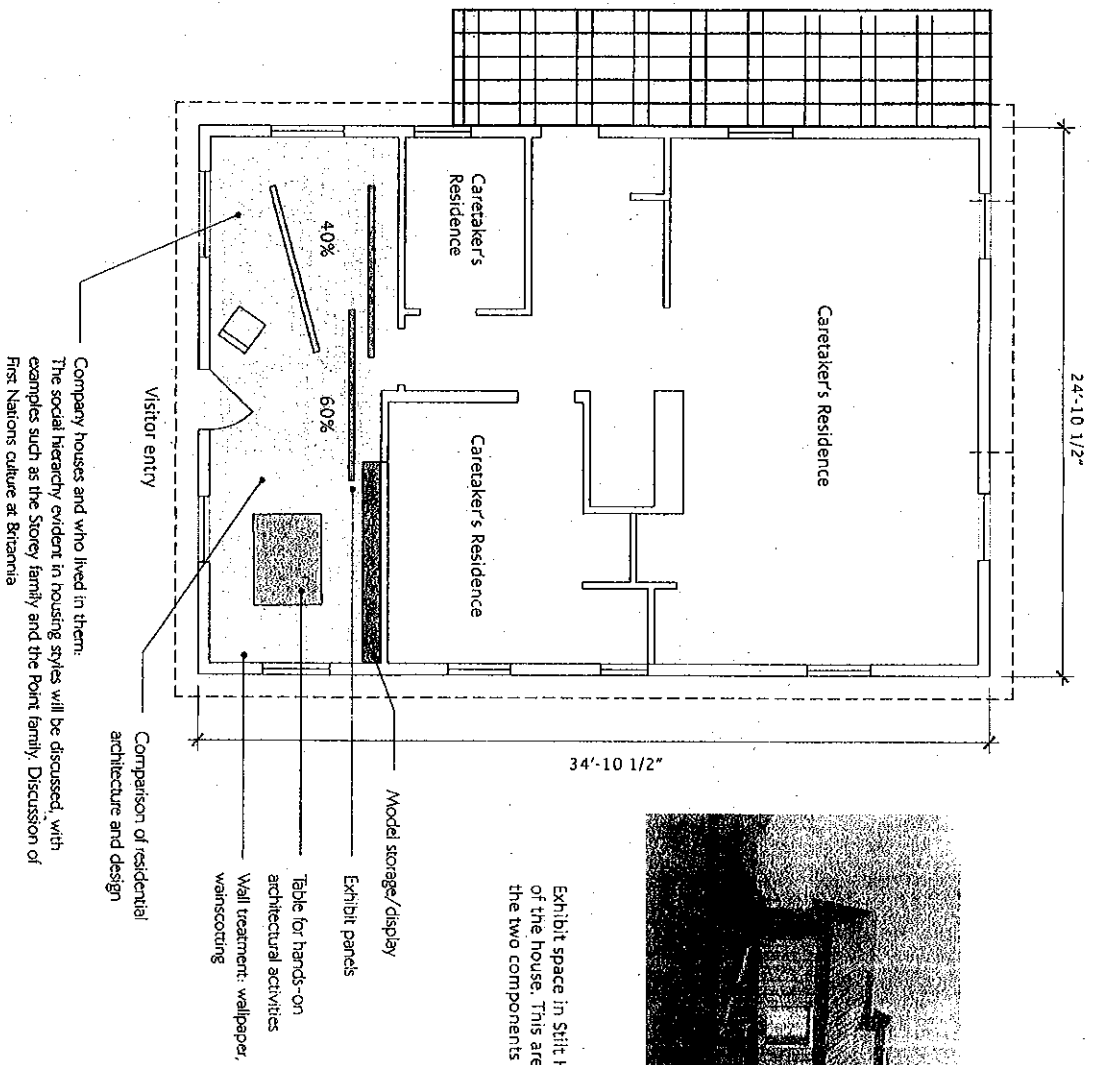 24'-10 1/2"
34'-10 1/2"
Caretaker's Residence
Caretaker's
Residence
Caretaker's Residence
40%
60%
Visitor entry
Company houses and who lived in them:
The social hierarchy evident in housing styles will be discussed, with
examples such as the Storey family and the Point family. Discussion of
First Nations culture at Britannia
Comparison of residential
architecture and design
Model storage/display
Exhibit panels
Table for hands-on
architectural activities
Wall treatment: wallpaper,
wainscotting
Exhibit space in Stilt
of the house. This are
the two components